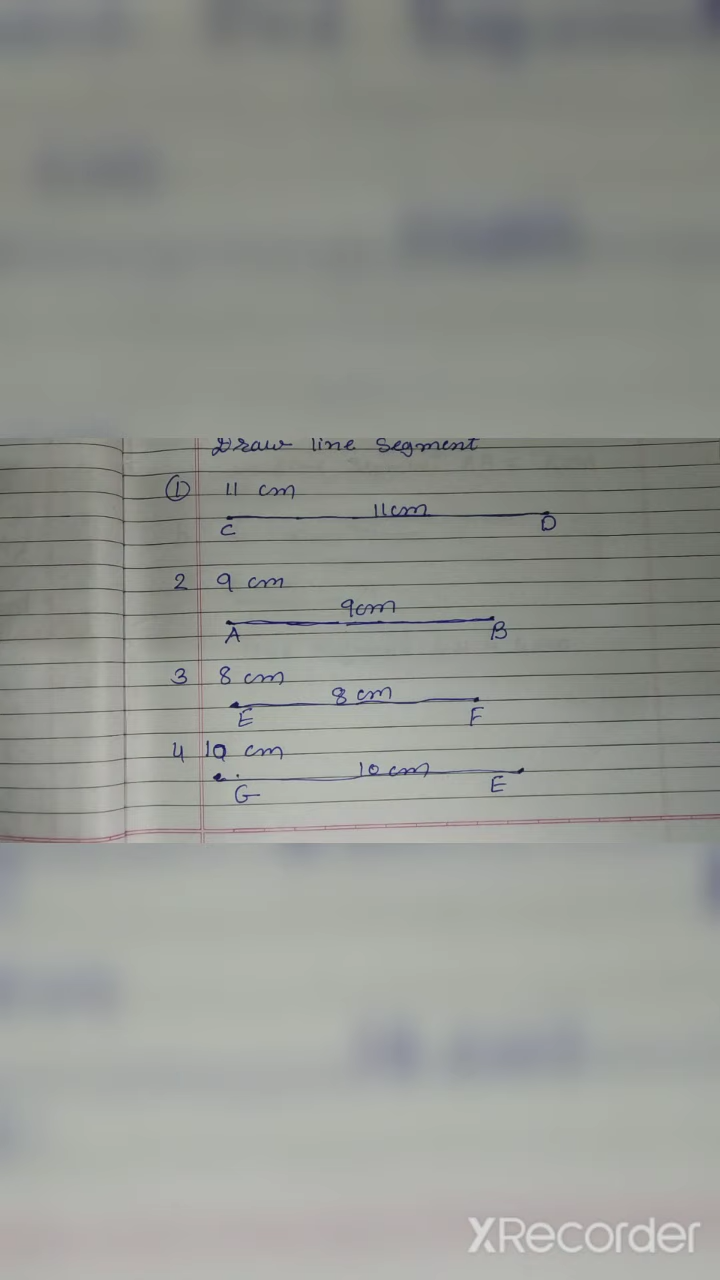 Draw line segment
① 11 cm
11cm
C D
2 9 cm
9cm
A B
3 8 cm
8 cm
E F
4 10 cm
10 cm
G E
XRecorder